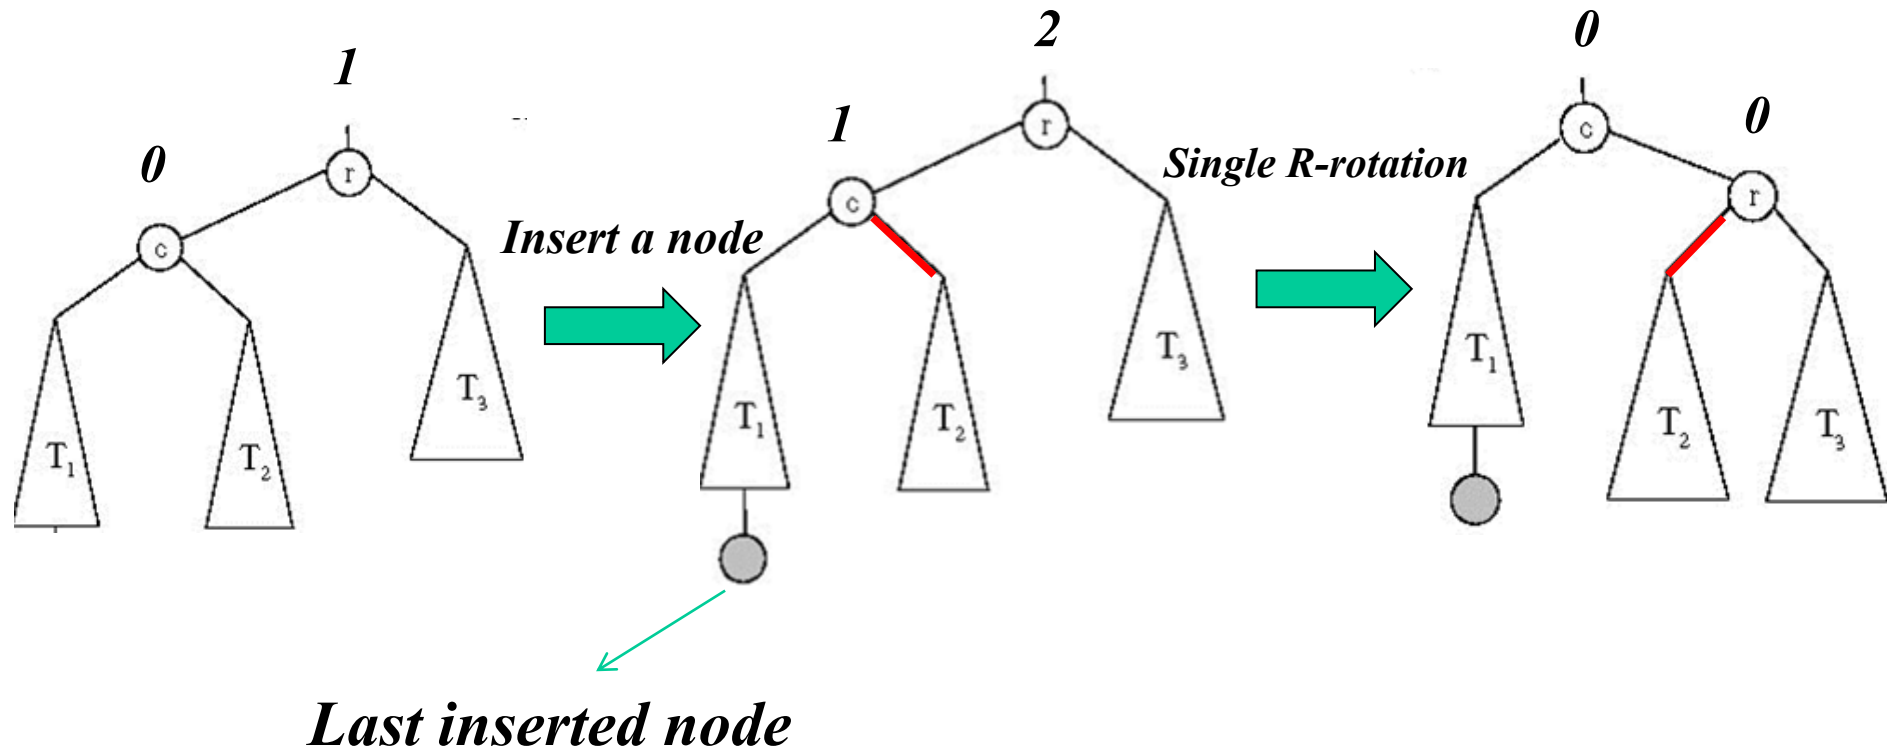 1
0
r
c
T1
T2
T3
Insert a node
2
1
r
c
T1
T2
T3
Single R-rotation
0
0
c
r
T1
T2
T3
Last inserted node